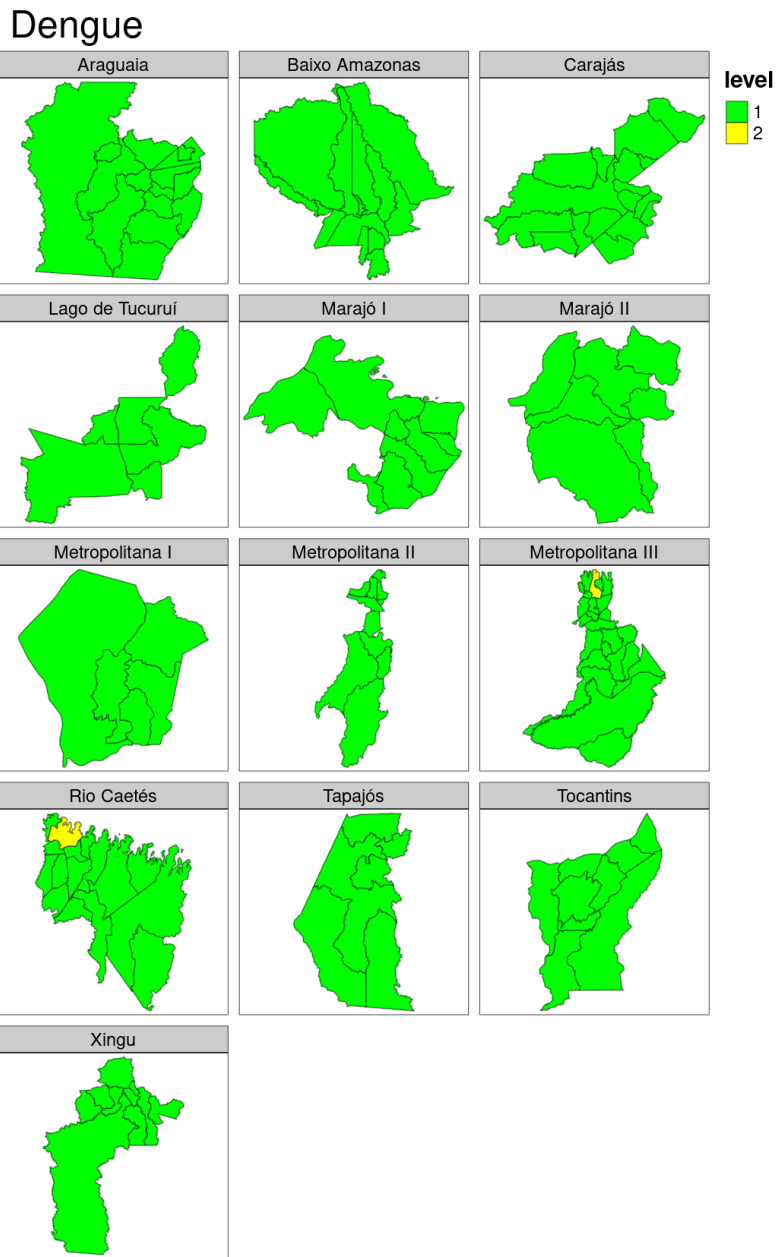 Dengue
Araguaia
Baixo Amazonas
Carajás
level
1
2
Lago de Tucuruí
Marajó I
Marajó II
Metropolitana I
Metropolitana II
Metropolitana III
Rio Caetés
Tapajós
Tocantins
Xingu